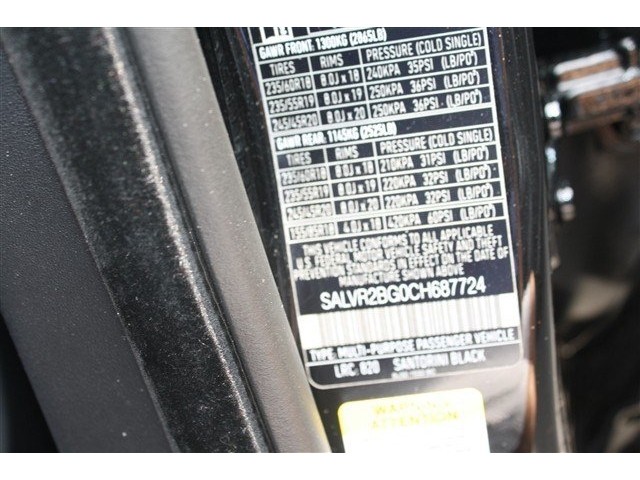 GAWR FRONT 1300KG (2865LB)
TIRES RIMS PRESSURE (COLD SINGLE)
235/60R18 8.0J x 18 240KPA 35PSI (LB/PO²)
235/55R19 8.0J x 19 250KPA 36PSI (LB/PO²)
245/45R20 8.0J x 20 250KPA 36PSI (LB/PO²)
GAWR REAR 1145KG (2525LB)
TIRES RIMS PRESSURE (COLD SINGLE)
235/60R18 8.0J x 18 210KPA 31PSI (LB/PO²)
235/55R19 8.0J x 19 220KPA 32PSI (LB/PO²)
245/45R20 8.0J x 20 220KPA 32PSI (LB/PO²)
155/85R18 4.0J x 18 420KPA 60PSI (LB/PO²)
THIS VEHICLE CONFORMS TO ALL APPLICABLE
U.S. FEDERAL MOTOR VEHICLE SAFETY AND THEFT
PREVENTION STANDARDS IN EFFECT ON THE DATE OF
MANUFACTURE SHOWN ABOVE
SALVR2BG0CH687724
TYPE MULTI-PURPOSE PASSENGER VEHICLE
LRC 820 SANTORINI BLACK
WARNING
ATTENTION